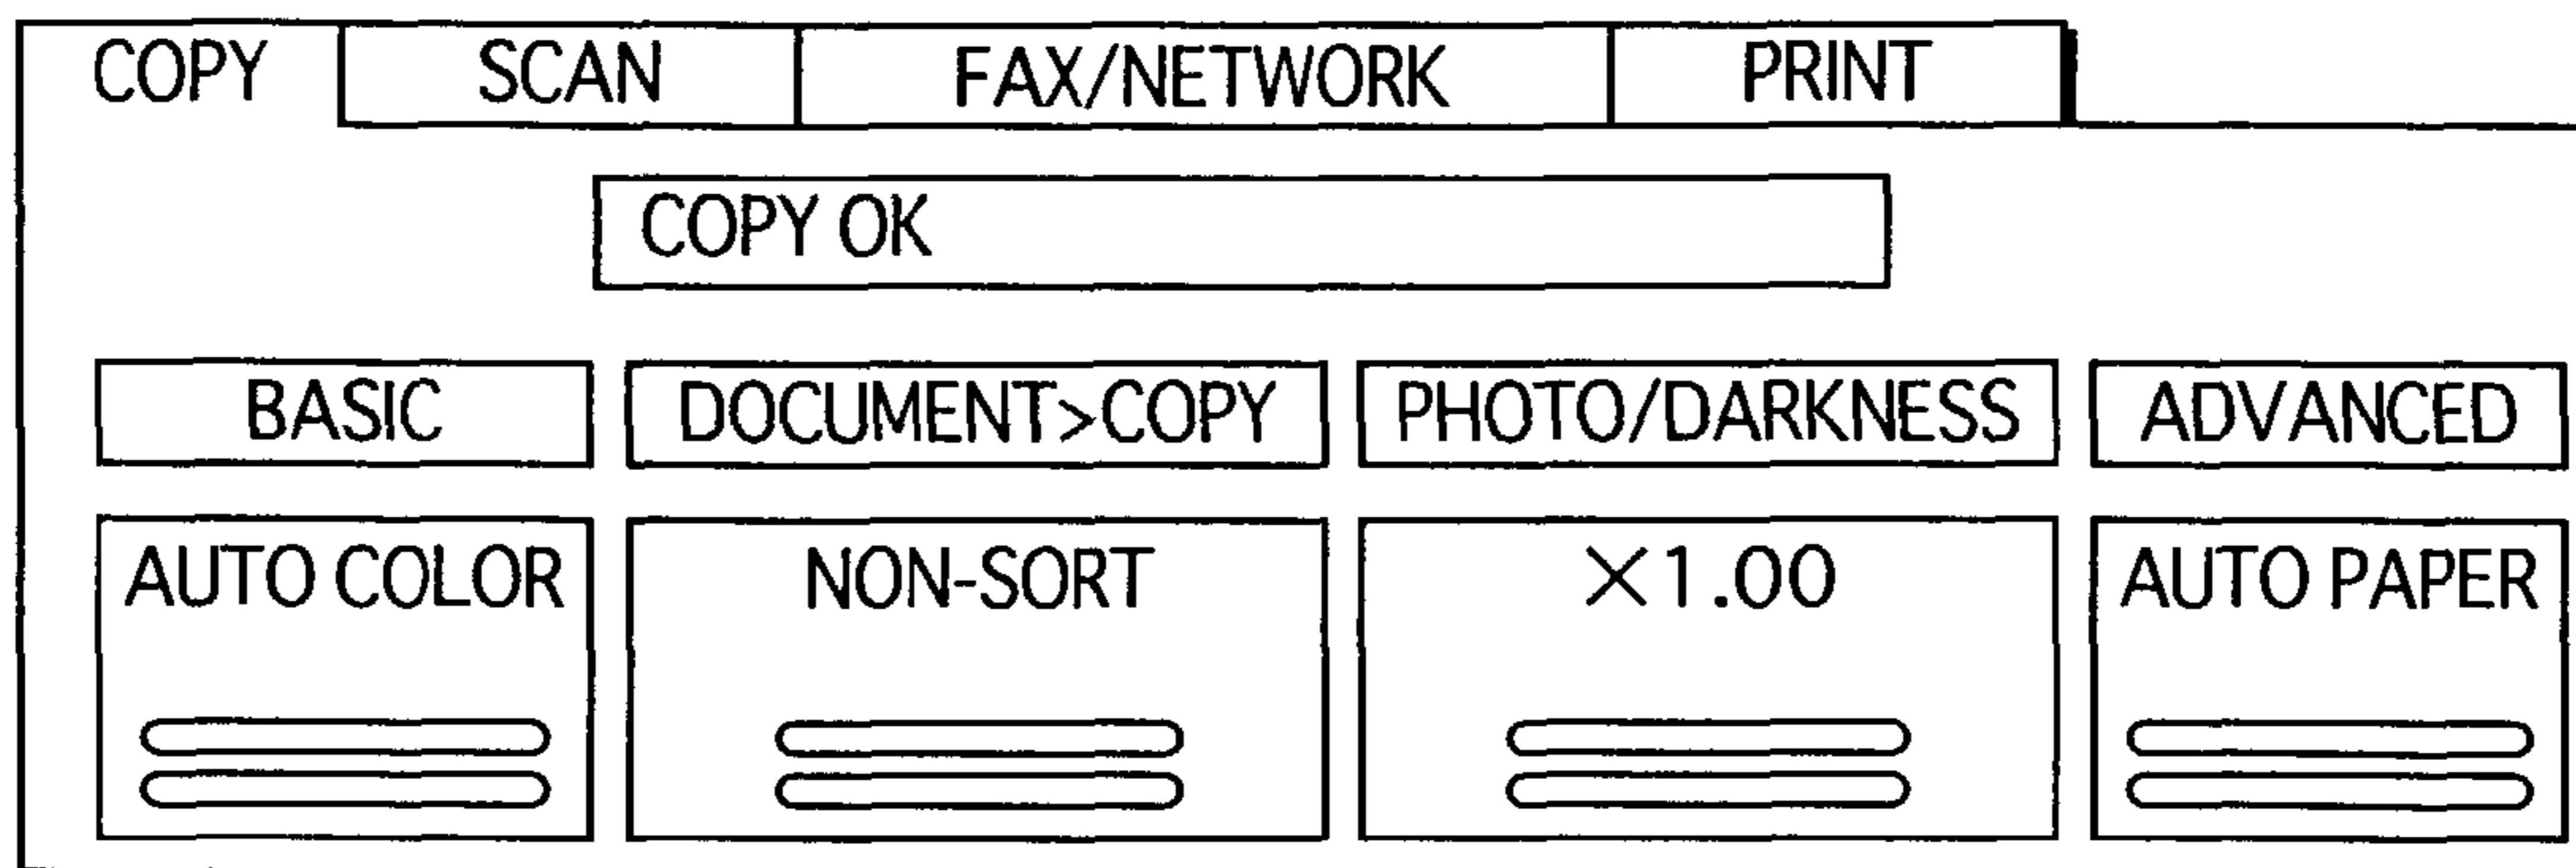 COPY SCAN FAX/NETWORK PRINT
COPY OK
BASIC DOCUMENT>COPY PHOTO/DARKNESS ADVANCED
AUTO COLOR NON-SORT ×1.00 AUTO PAPER